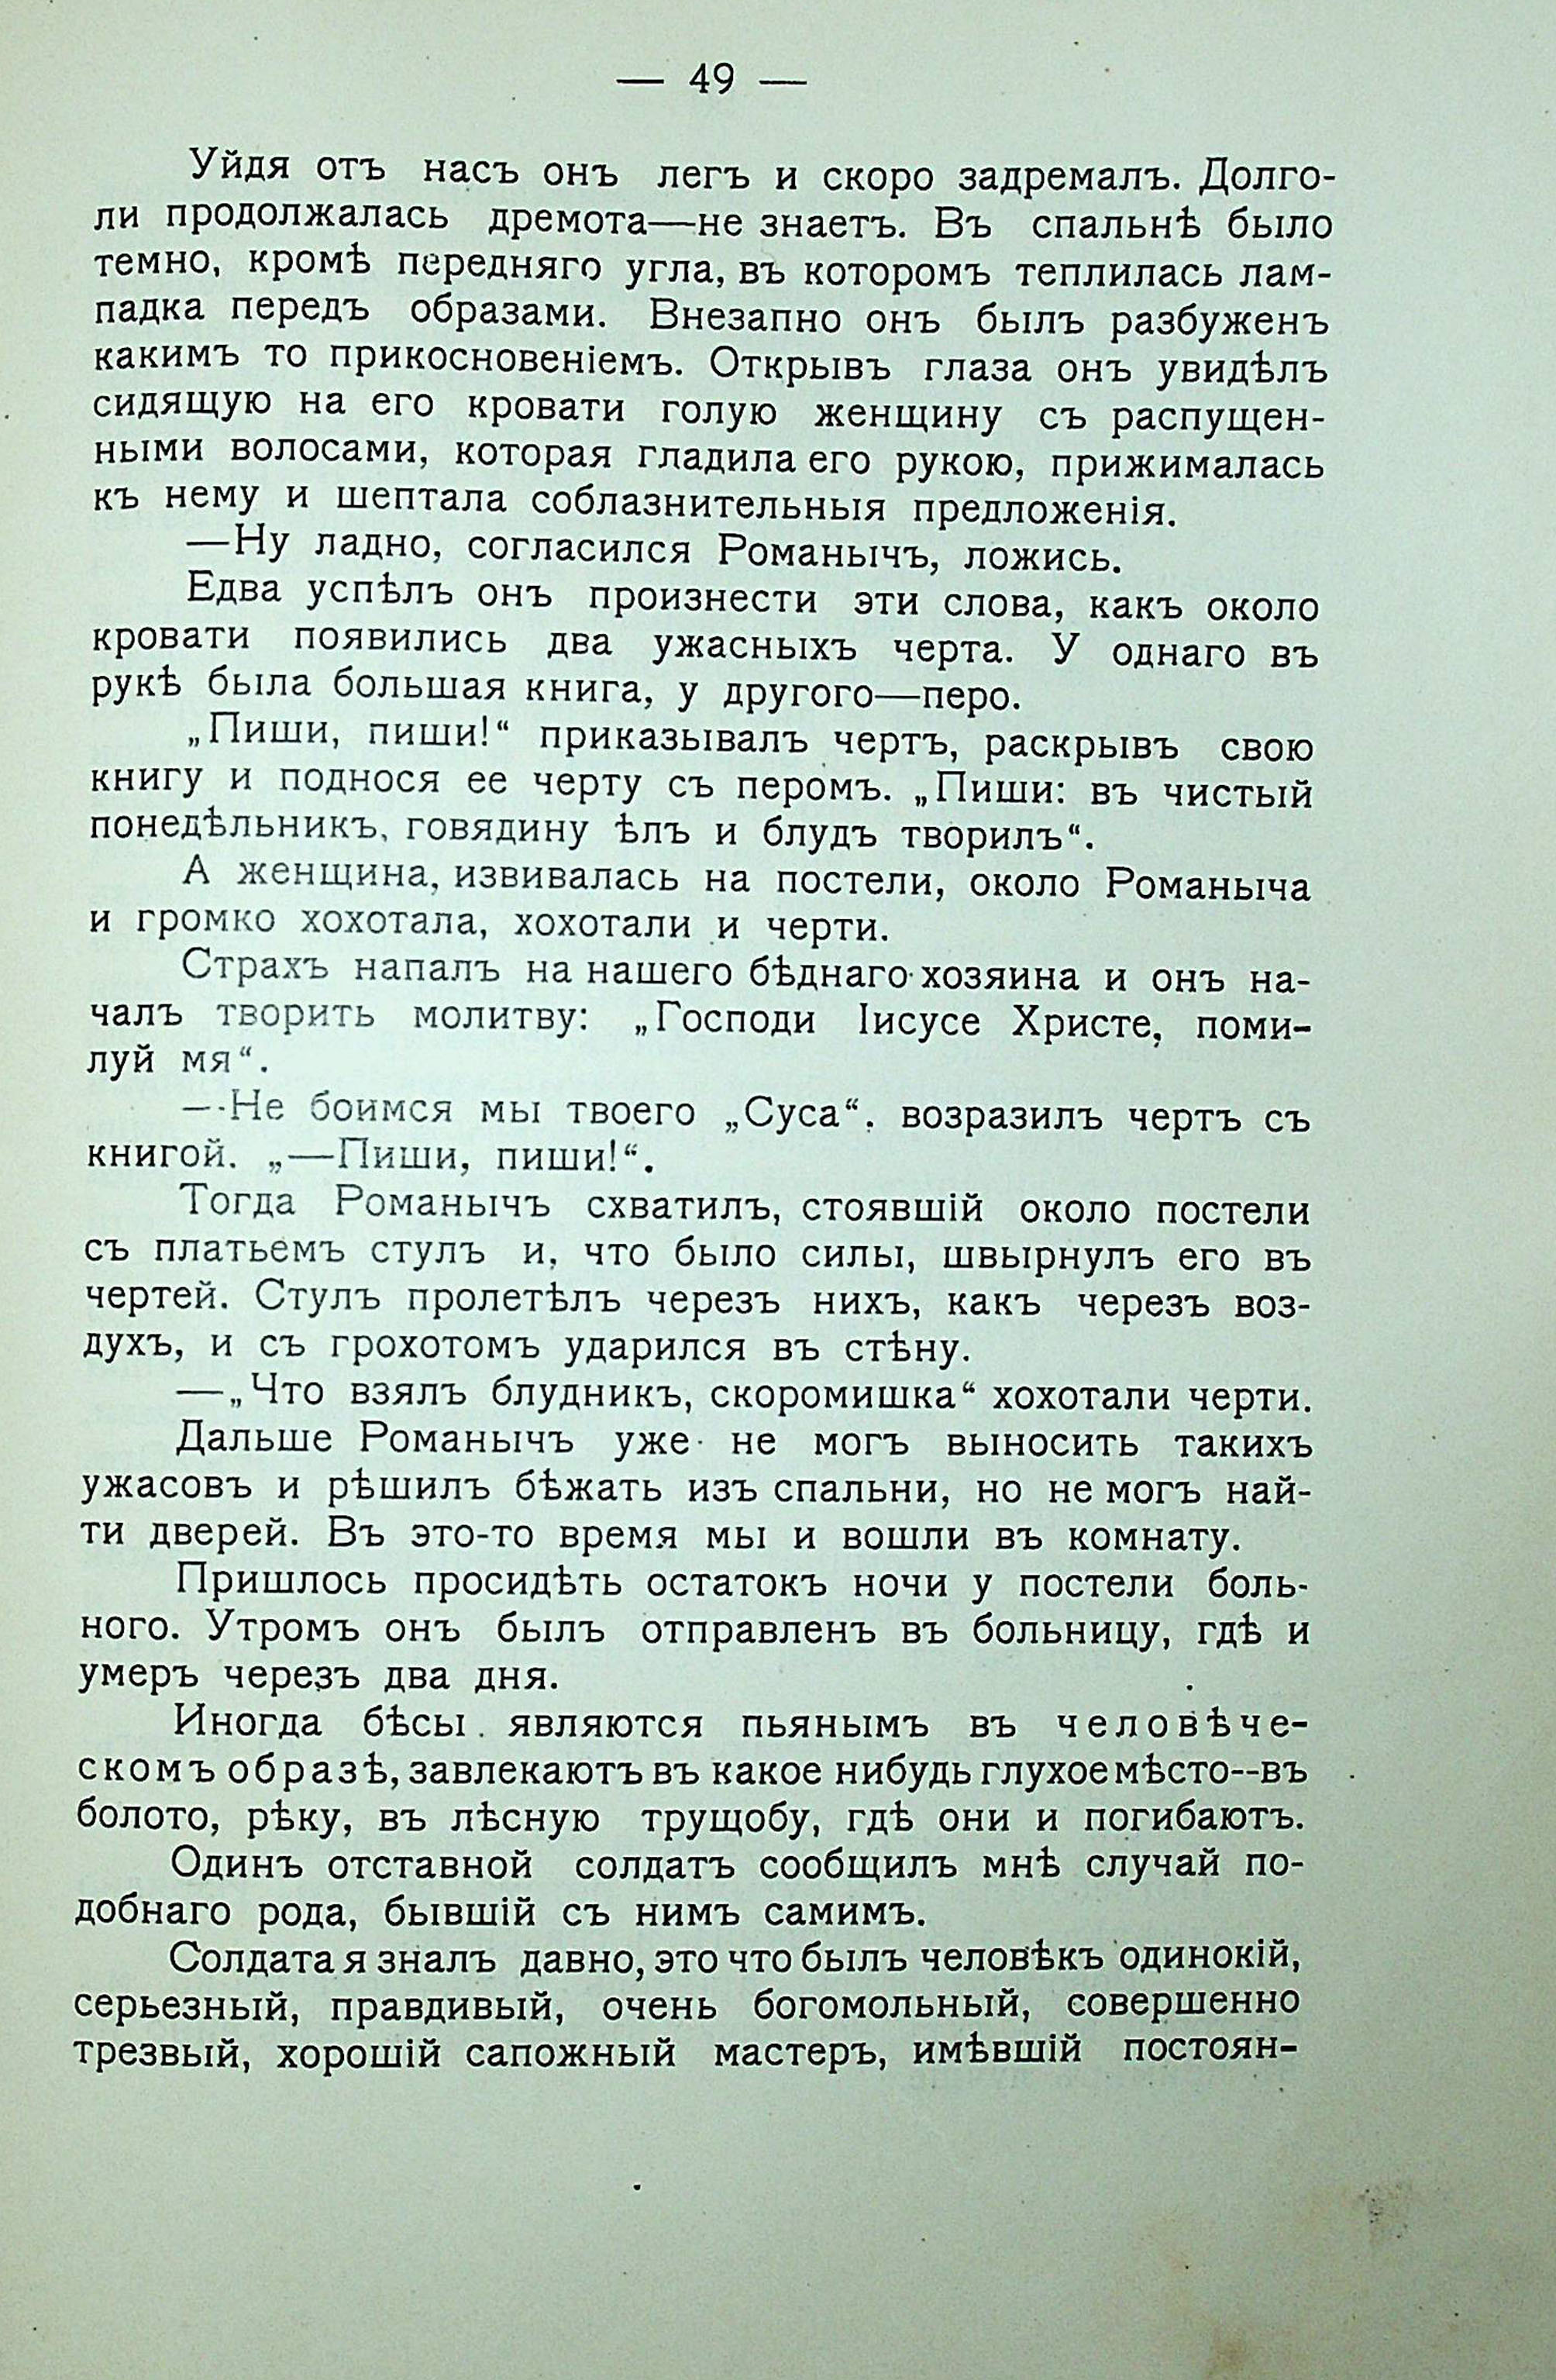 — 49 —
Уйдя отъ насъ онъ легъ и скоро задремалъ. Долго-
ли продолжалась дремота—не знаетъ. Въ спальнѣ было
темно, кромѣ передняго угла, въ которомъ теплилась лам-
падка передъ образами. Внезапно онъ былъ разбуженъ
какимъ то прикосновеніемъ. Открывъ глаза онъ увидѣлъ
сидящую на его кровати голую женщину съ распущен-
ными волосами, которая гладила его рукою, прижималась
къ нему и шептала соблазнительныя предложенія.
—Ну ладно, согласился Романычъ, ложись.
Едва успѣлъ онъ произнести эти слова, какъ около
кровати появились два ужасныхъ черта. У однаго въ
рукѣ была большая книга, у другого—перо.
„Пиши, пиши!“ приказывалъ чертъ, раскрывъ свою
книгу и поднося ее черту съ перомъ. „Пиши: въ чистый
понедѣльникъ, говядину ѣлъ и блудъ творилъ“.
А женщина, извивалась на постели, около Романыча
и громко хохотала, хохотали и черти.
Страхъ напалъ на нашего бѣднаго хозяина и онъ на-
чалъ творить молитву: „Господи Іисусе Христе, поми-
луй мя“.
—Не боимся мы твоего „Суса“. возразилъ чертъ съ
книгой. „—Пиши, пиши!“.
Тогда Романычъ схватилъ, стоявшій около постели
съ платьемъ стулъ и, что было силы, швырнулъ его въ
чертей. Стулъ пролетѣлъ черезъ нихъ, какъ черезъ воз-
духъ, и съ грохотомъ ударился въ стѣну.
—„Что взялъ блудникъ, скоромишка“ хохотали черти.
Дальше Романычъ уже не могъ выносить такихъ
ужасовъ и рѣшилъ бѣжать изъ спальни, но не могъ най-
ти дверей. Въ это-то время мы и вошли въ комнату.
Пришлось просидѣть остатокъ ночи у постели боль-
ного. Утромъ онъ былъ отправленъ въ больницу, гдѣ и
умеръ черезъ два дня.
Иногда бѣсы являются пьянымъ въ человѣче-
скомъ образѣ, завлекаютъ въ какое нибудь глухое мѣсто--въ
болото, рѣку, въ лѣсную трущобу, гдѣ они и погибаютъ.
Одинъ отставной солдатъ сообщилъ мнѣ случай по-
добнаго рода, бывшій съ нимъ самимъ.
Солдата я зналъ давно, это что былъ человѣкъ одинокій,
серьезный, правдивый, очень богомольный, совершенно
трезвый, хорошій сапожный мастеръ, имѣвшій постоян-